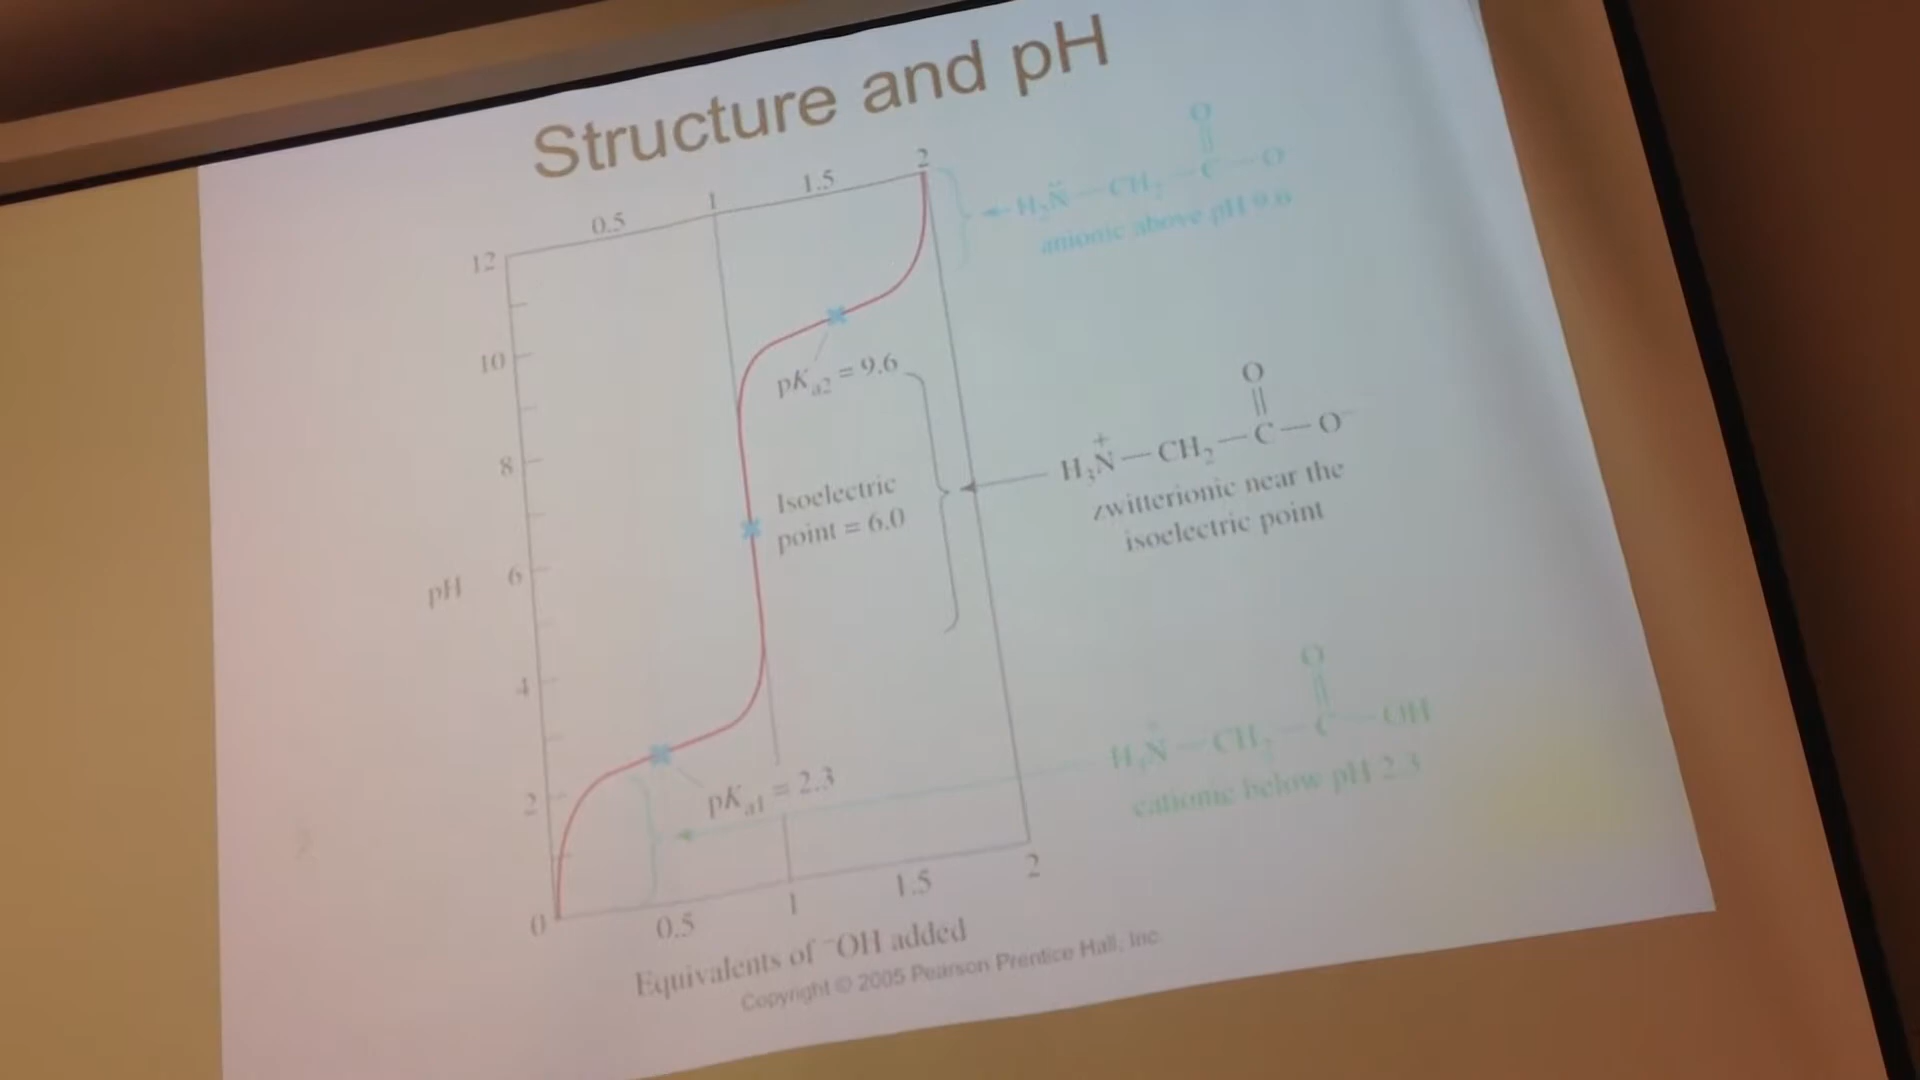 Structure and pH
0.5
1
1.5
2
12
10
8
6
4
2
0
pH
O
H₂N̈—CH₂—C—O
anionic above pH 9.6
pKa2 = 9.6
Isoelectric
point = 6.0
O
H₃N⁺—CH₂—C—O⁻
zwitterionic near the
isoelectric point
O
H₃N⁺—CH₂—C—OH
cationic below pH 2.3
pKa1 = 2.3
0.5
1
1.5
2
Equivalents of ⁻OH added
Copyright © 2005 Pearson Prentice Hall, Inc.